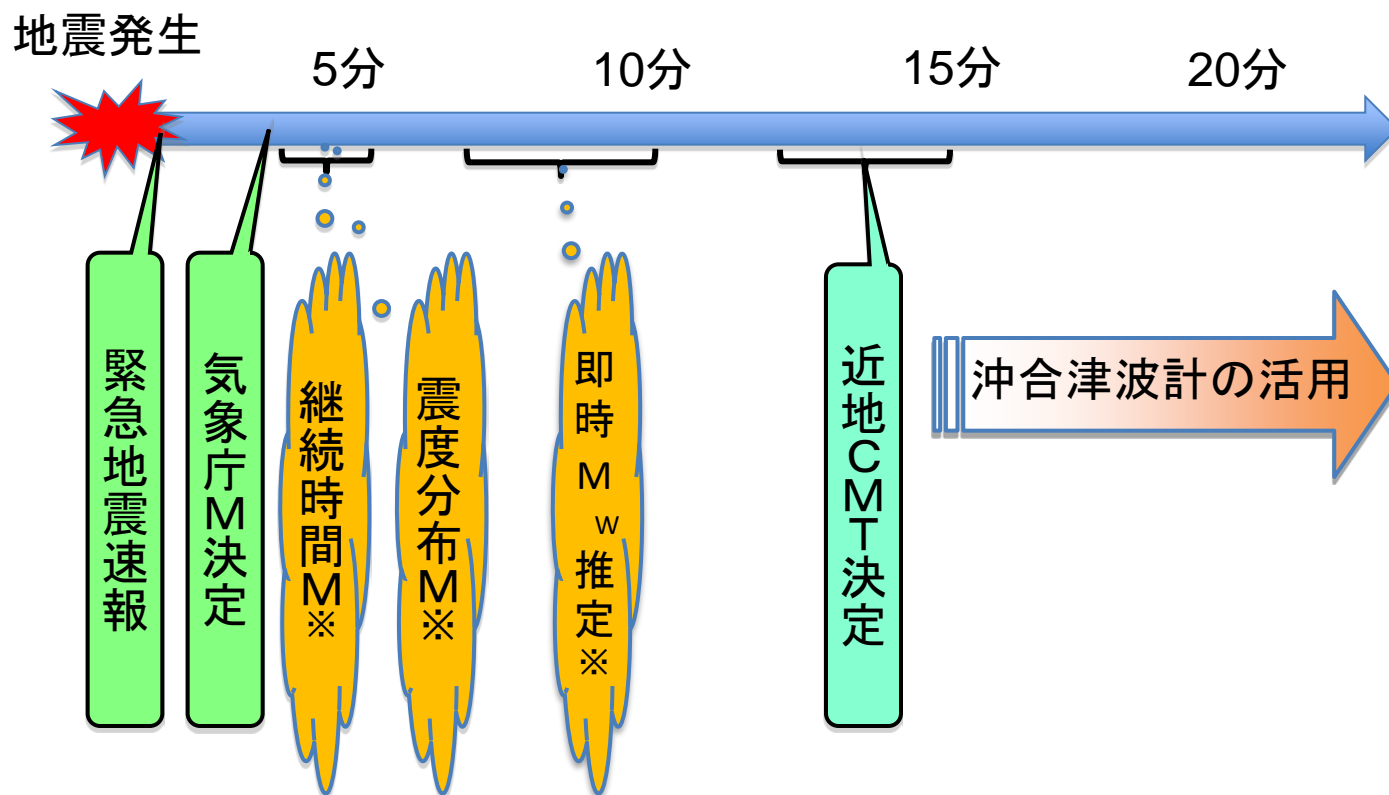 地震発生
5分
10分
15分
20分
緊急地震速報
気象庁M決定
継続時間M※
震度分布M※
即時Mw推定※
近地CMT決定
沖合津波計の活用